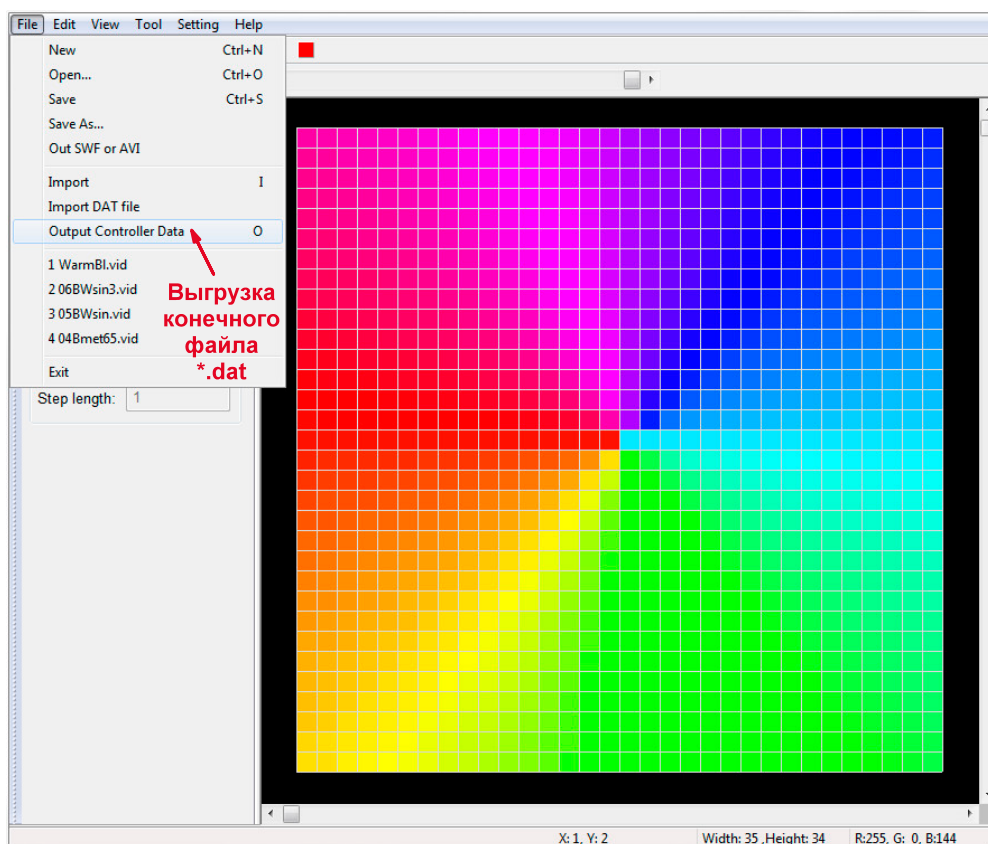 File Edit View Tool Setting Help
New Ctrl+N
Open... Ctrl+O
Save Ctrl+S
Save As...
Out SWF or AVI
Import I
Import DAT file
Output Controller Data O
1 WarmBl.vid
2 06BWsin3.vid
3 05BWsin.vid
4 04Bmet65.vid
Exit
Выгрузка
конечного
файла
*.dat
Step length: 1
X: 1, Y: 2 Width: 35 ,Height: 34 R:255, G: 0, B:144